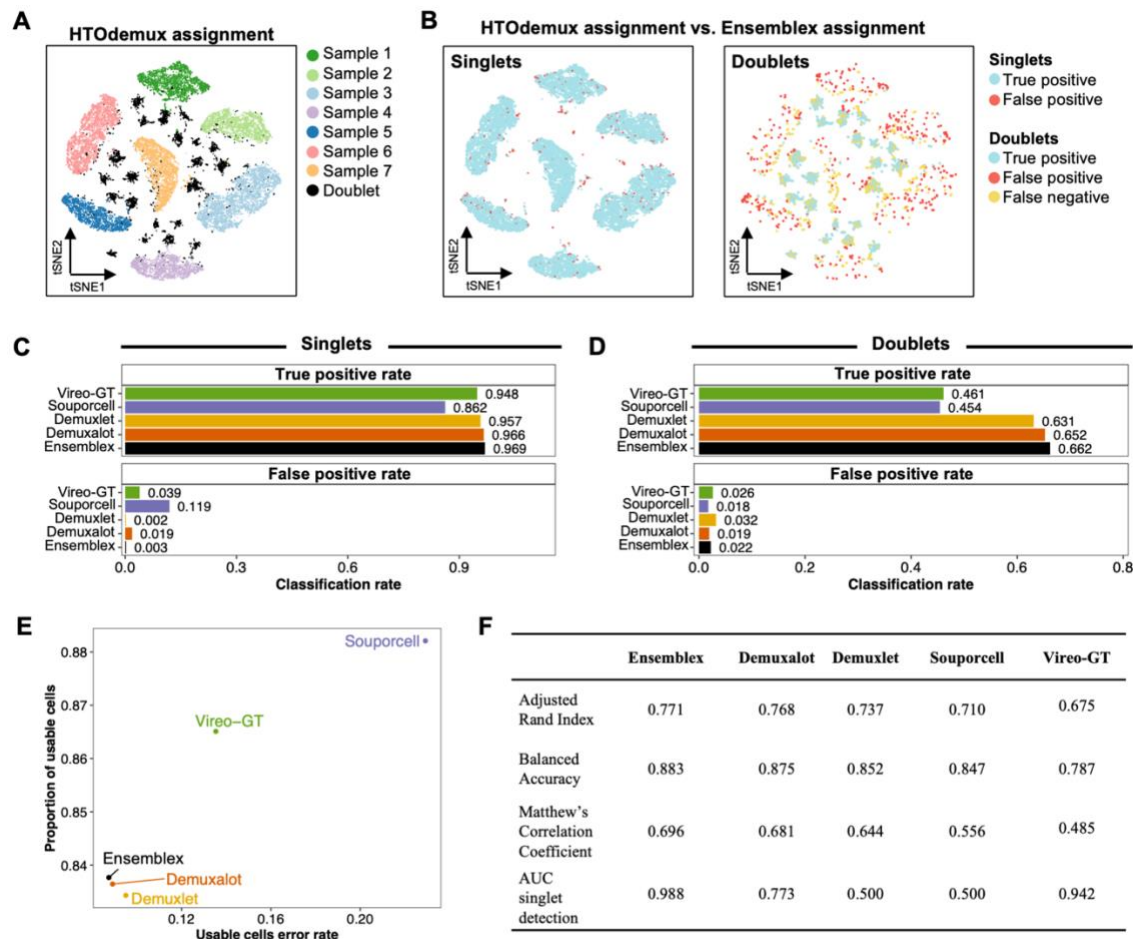 A
HTOdemux assignment
Sample 1
Sample 2
Sample 3
Sample 4
Sample 5
Sample 6
Sample 7
Doublet
tSNE2
tSNE1
B
HTOdemux assignment vs. Ensemblex assignment
Singlets
tSNE2
tSNE1
Doublets
tSNE2
tSNE1
Singlets
True positive
False positive
Doublets
True positive
False positive
False negative
C
Singlets
True positive rate
Vireo-GT 0.948
Souporcell 0.862
Demuxlet 0.957
Demuxalot 0.966
Ensemblex 0.969
False positive rate
Vireo-GT 0.039
Souporcell 0.119
Demuxlet 0.002
Demuxalot 0.019
Ensemblex 0.003
0.0 0.3 0.6 0.9
Classification rate
D
Doublets
True positive rate
Vireo-GT 0.461
Souporcell 0.454
Demuxlet 0.631
Demuxalot 0.652
Ensemblex 0.662
False positive rate
Vireo-GT 0.026
Souporcell 0.018
Demuxlet 0.032
Demuxalot 0.019
Ensemblex 0.022
0.0 0.2 0.4 0.6 0.8
Classification rate
E
Proportion of usable cells
0.88
0.87
0.86
0.85
0.84
Souporcell
Vireo-GT
Ensemblex
Demuxalot
Demuxlet
0.12 0.16 0.20
Usable cells error rate
F
Ensemblex Demuxalot Demuxlet Souporcell Vireo-GT
Adjusted
Rand Index
0.771 0.768 0.737 0.710 0.675
Balanced
Accuracy
0.883 0.875 0.852 0.847 0.787
Matthew's
Correlation
Coefficient
0.696 0.681 0.644 0.556 0.485
AUC
singlet
detection
0.988 0.773 0.500 0.500 0.942